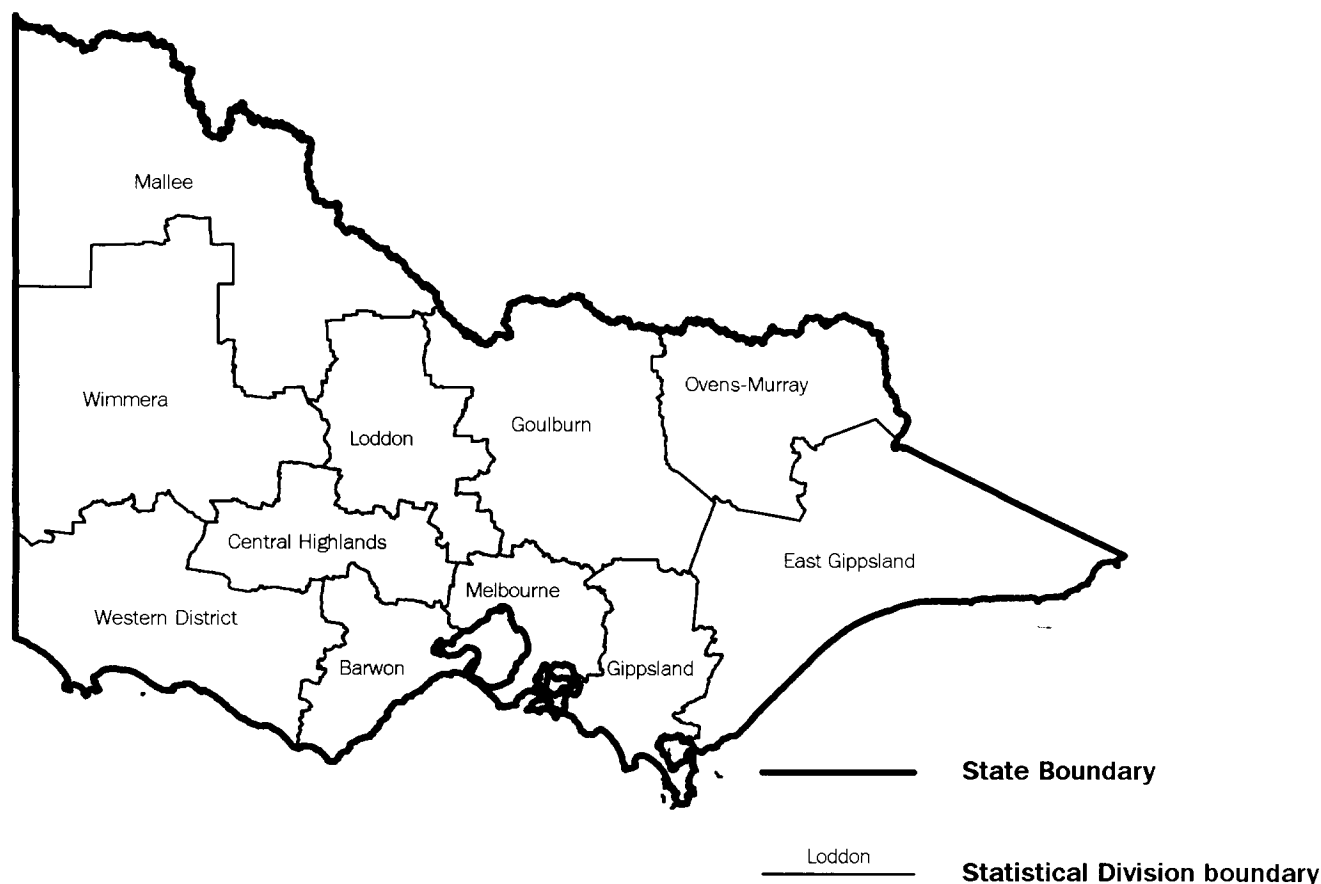 Mallee
Ovens-Murray
Wimmera
Goulburn
Loddon
Central Highlands
East Gippsland
Melbourne
Western District
Barwon
Gippsland
State Boundary
Loddon
Statistical Division boundary